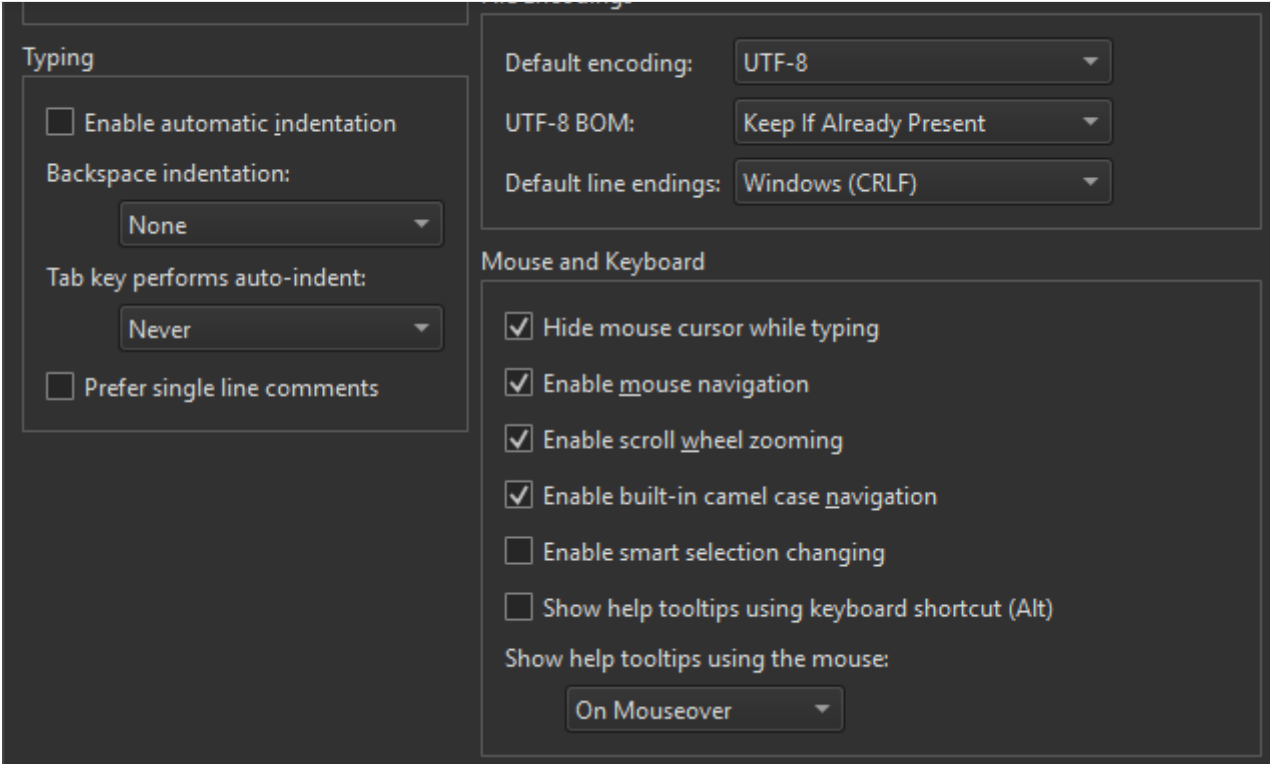 Typing
Enable automatic indentation
Backspace indentation:
None
Tab key performs auto-indent:
Never
Prefer single line comments
Default encoding:
UTF-8
UTF-8 BOM:
Keep If Already Present
Default line endings:
Windows (CRLF)
Mouse and Keyboard
Hide mouse cursor while typing
Enable mouse navigation
Enable scroll wheel zooming
Enable built-in camel case navigation
Enable smart selection changing
Show help tooltips using keyboard shortcut (Alt)
Show help tooltips using the mouse:
On Mouseover